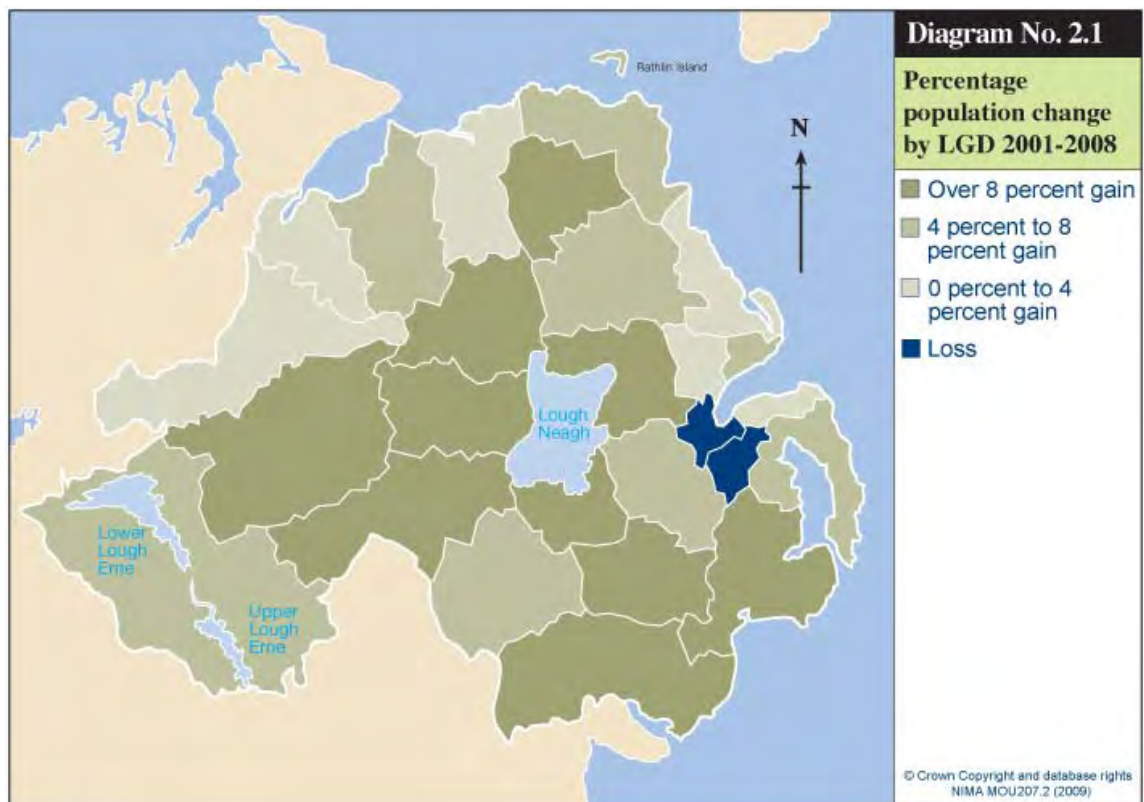 Rathlin Island
N
Lough
Neagh
Lower
Lough
Erne
Upper
Lough
Erne
Diagram No. 2.1
Percentage
population change
by LGD 2001-2008
Over 8 percent gain
4 percent to 8
percent gain
0 percent to 4
percent gain
Loss
© Crown Copyright and database rights
NIMA MOU207.2 (2009)